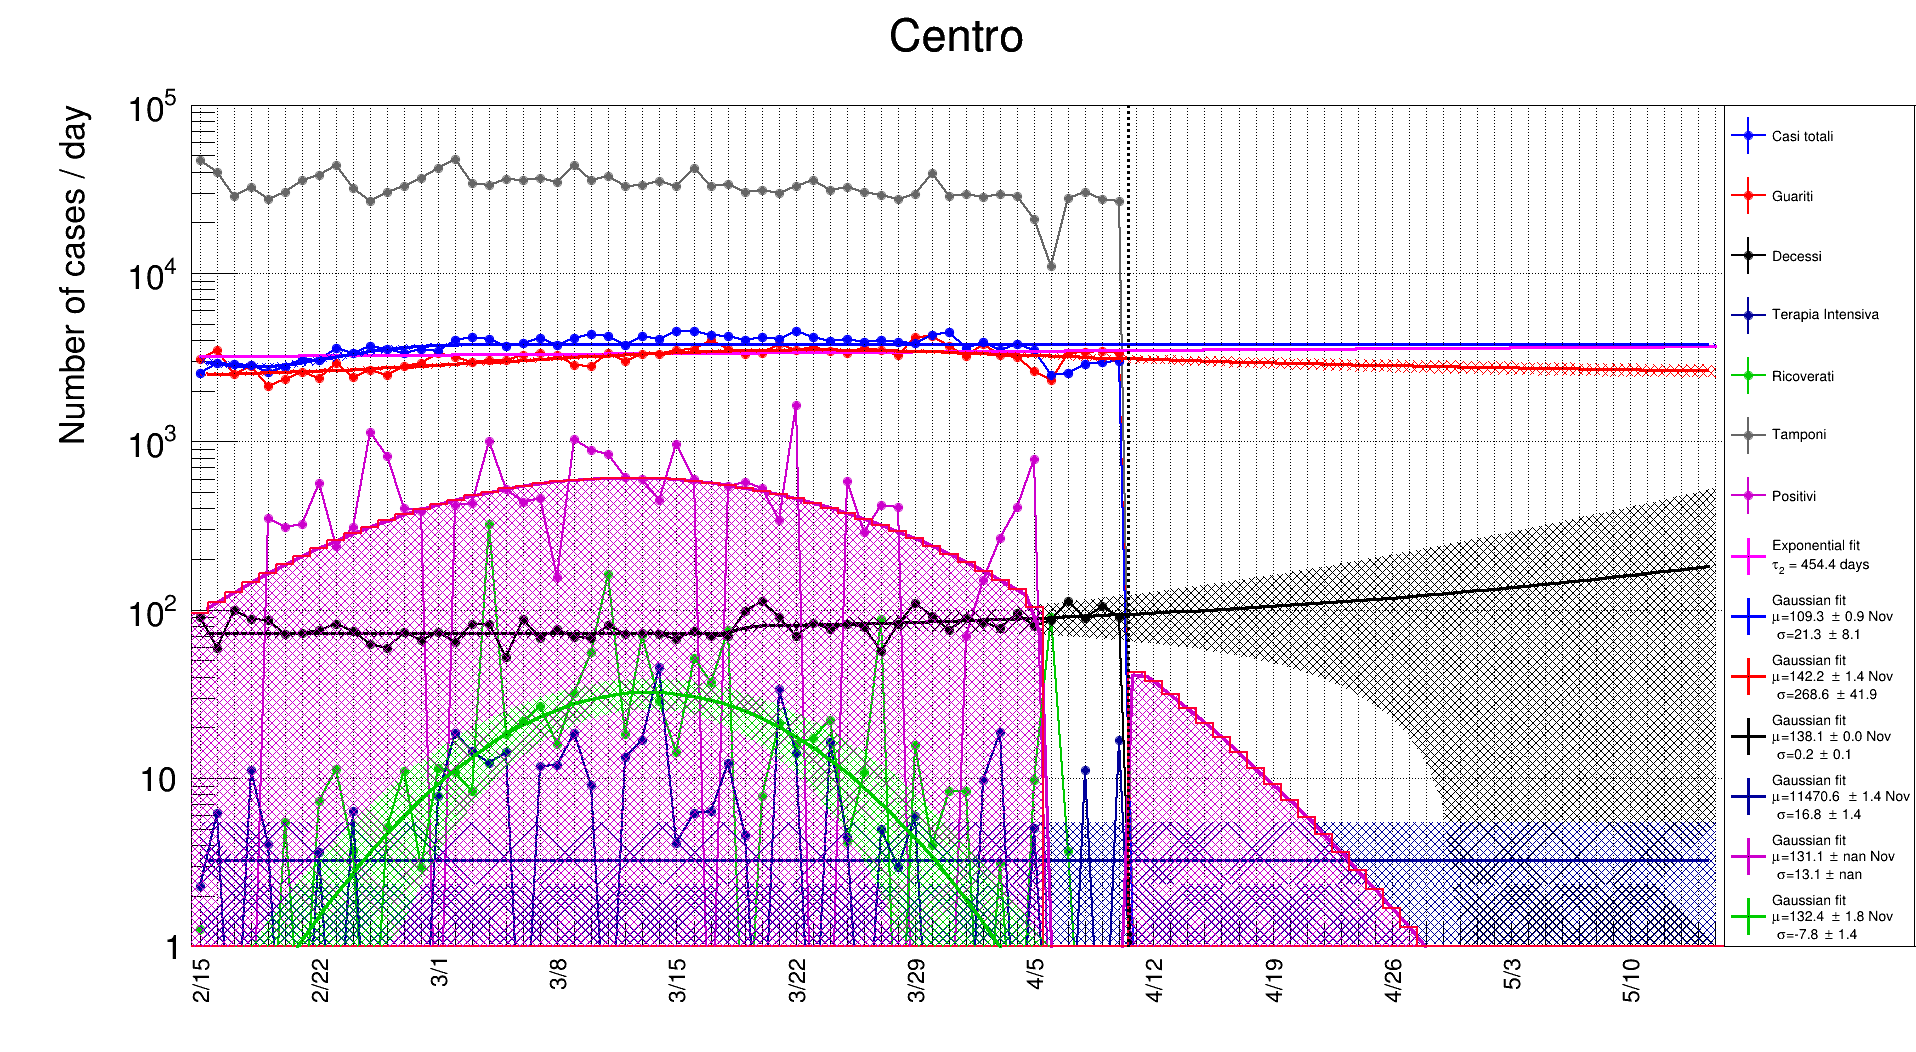 Centro
Number of cases / day
10^5
10^4
10^3
10^2
10
1
2/15
2/22
3/1
3/8
3/15
3/22
3/29
4/5
4/12
4/19
4/26
5/3
5/10
Casi totali
Guariti
Decessi
Terapia Intensiva
Ricoverati
Tamponi
Positivi
Exponential fit
τ₂ = 454.4 days
Gaussian fit
μ=109.3 ± 0.9 Nov
σ=21.3 ± 8.1
Gaussian fit
μ=142.2 ± 1.4 Nov
σ=268.6 ± 41.9
Gaussian fit
μ=138.1 ± 0.0 Nov
σ=0.2 ± 0.1
Gaussian fit
μ=11470.6 ± 1.4 Nov
σ=16.8 ± 1.4
Gaussian fit
μ=131.1 ± nan Nov
σ=13.1 ± nan
Gaussian fit
μ=132.4 ± 1.8 Nov
σ=-7.8 ± 1.4